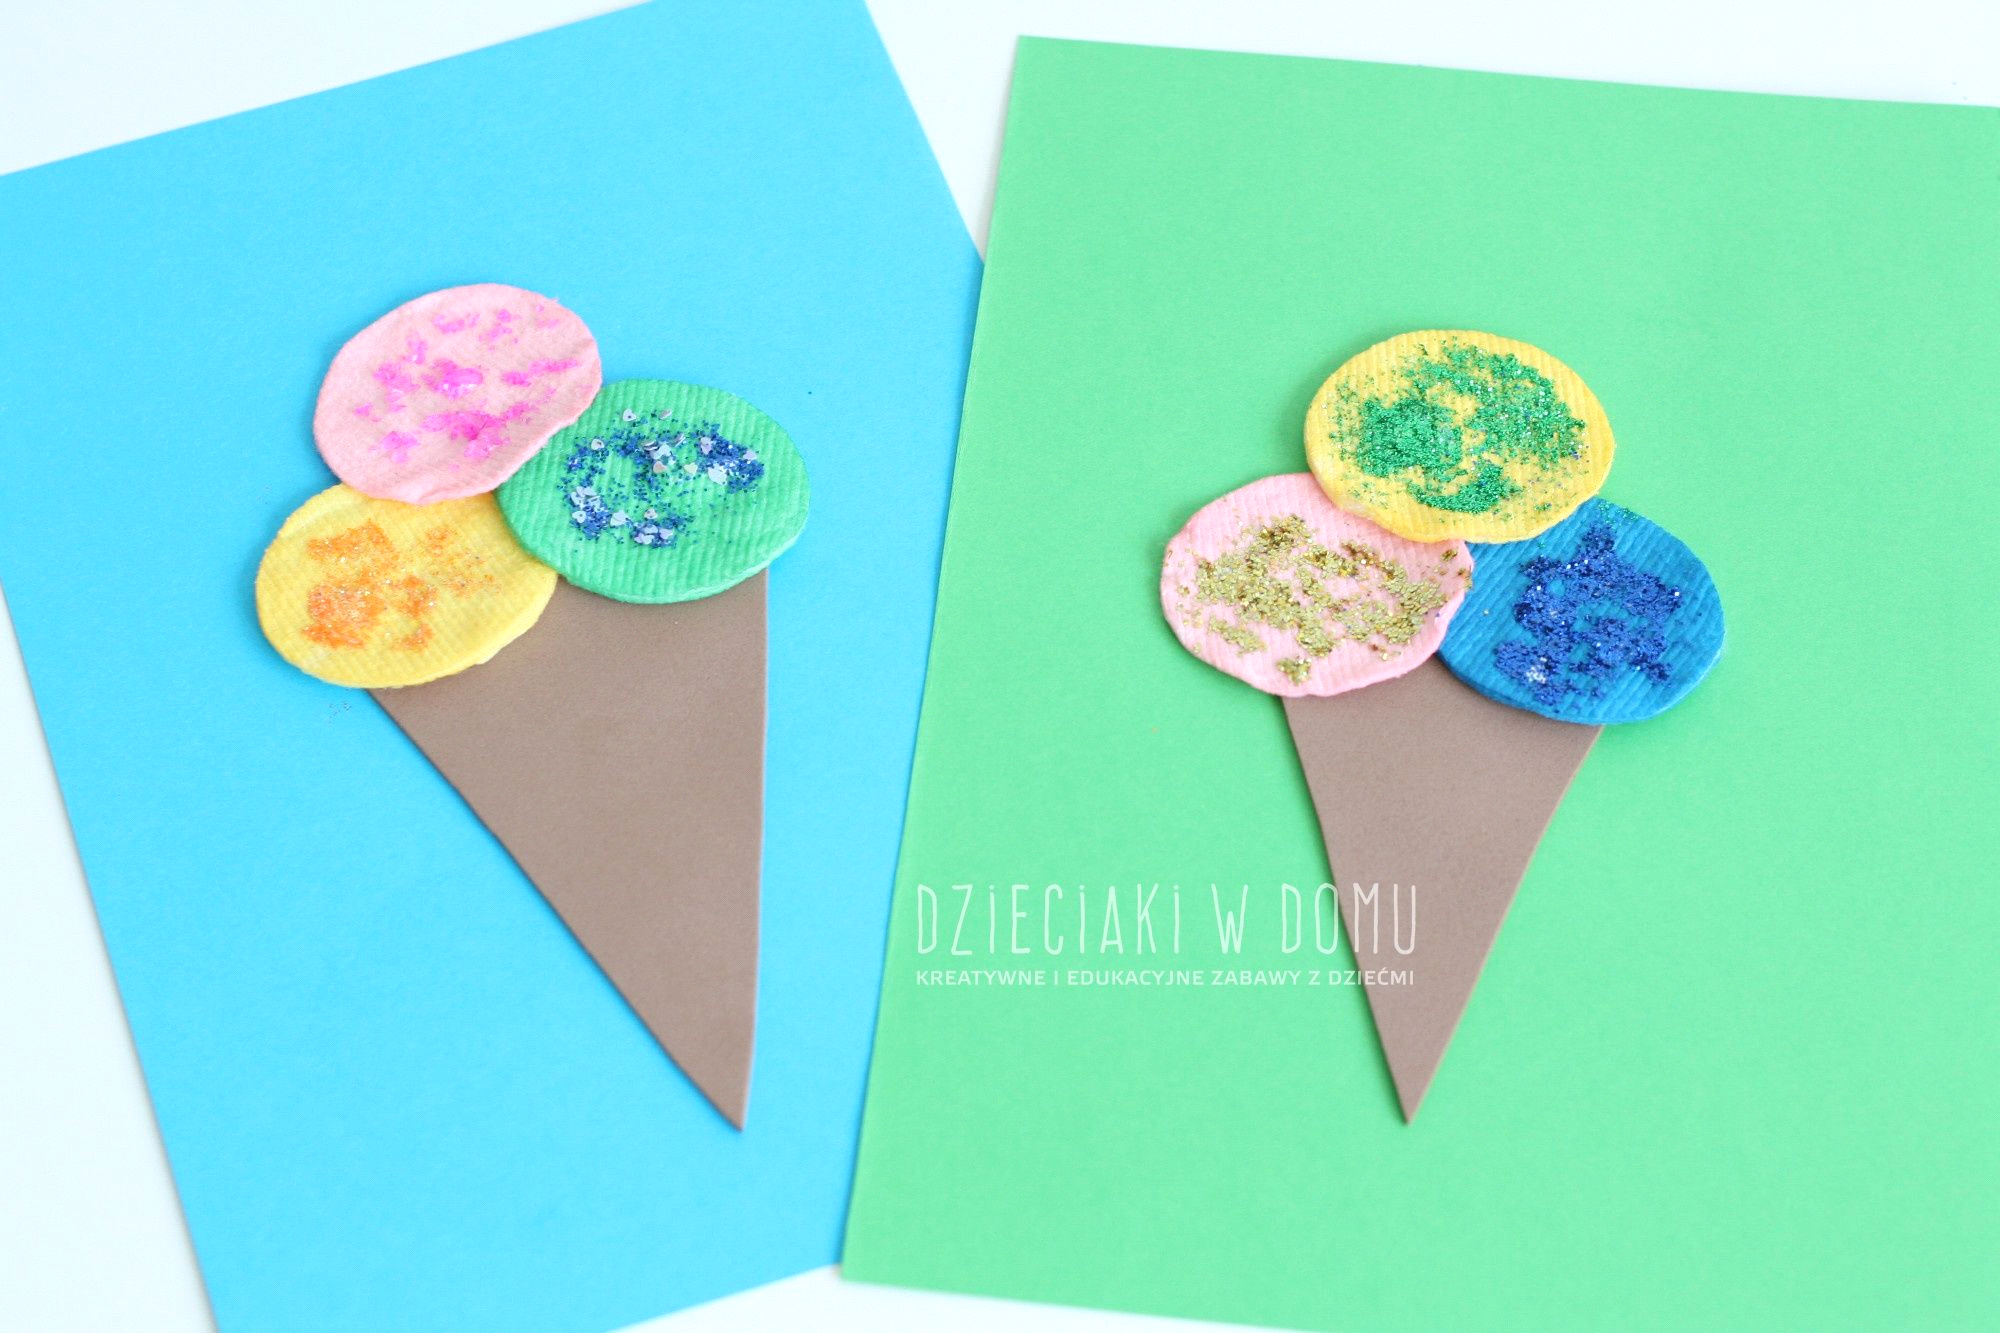 DZiECiAKi W DOMU
KREATYWNE I EDUKACYJNE ZABAWY Z DZIEĆMI